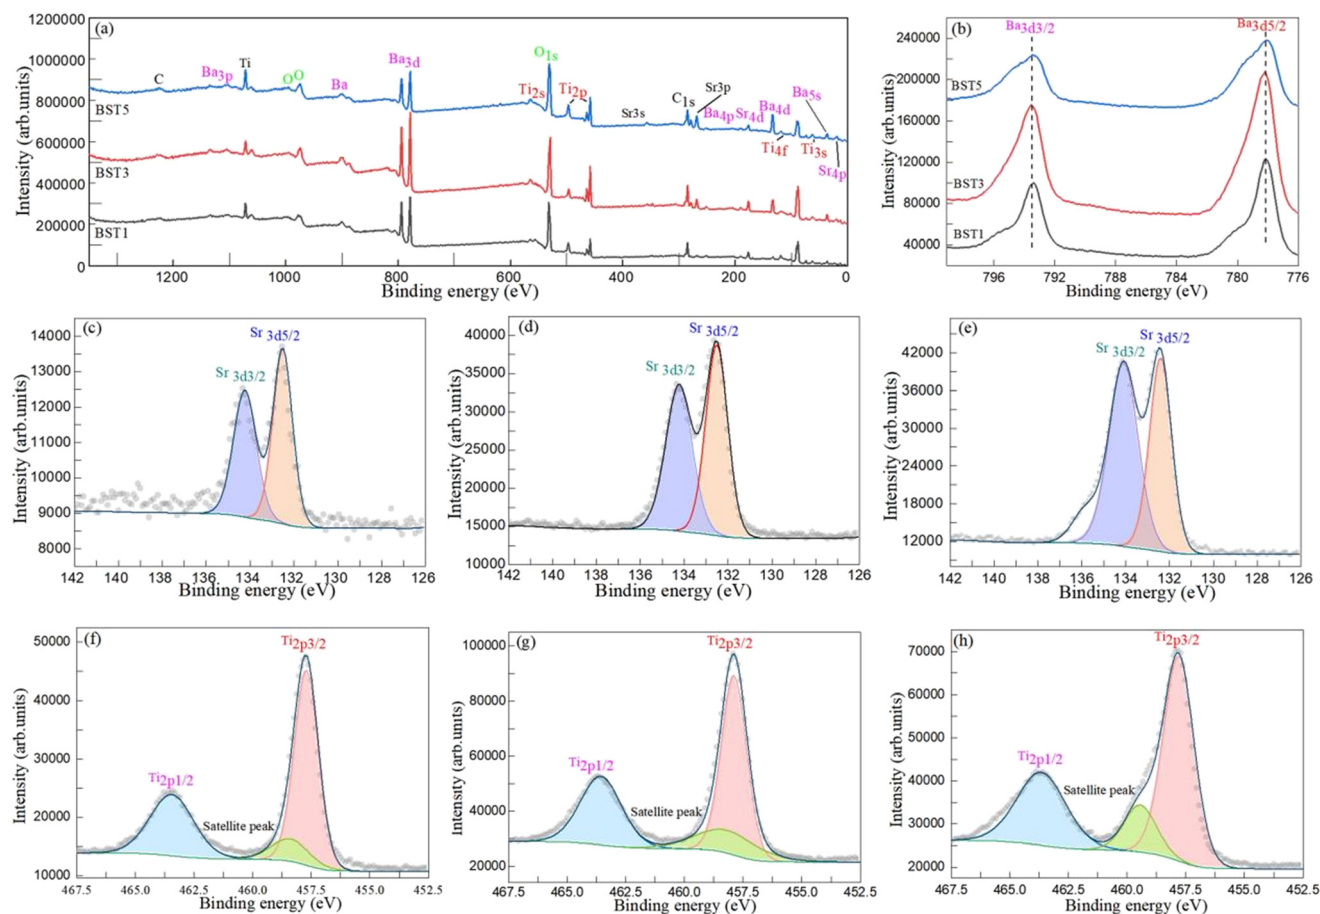 (a)
1200000
1000000
800000
600000
400000
200000
0
Intensity (arb.units)
C
Ba3p
Ti
O
O
Ba
Ba3d
Ti2s
O1s
Ti2p
Sr3s
C1s
Sr3p
Ba4p
Sr4d
Ba4d
Ba5s
Ti4f
Ti3s
Sr4p
BST5
BST3
BST1
1200 1000 800 600 400 200 0
Binding energy (eV)
(b)
Ba3d3/2
Ba3d5/2
240000
200000
160000
120000
80000
40000
Intensity (arb.units)
BST5
BST3
BST1
796 792 788 784 780 776
Binding energy (eV)
(c)
Sr 3d5/2
Sr 3d3/2
14000
13000
12000
11000
10000
9000
8000
Intensity (arb.units)
142 140 138 136 134 132 130 128 126
Binding energy (eV)
(d)
Sr 3d5/2
Sr 3d3/2
40000
35000
30000
25000
20000
15000
10000
Intensity (arb.units)
142 140 138 136 134 132 130 128 126
Binding energy (eV)
(e)
Sr 3d5/2
Sr 3d3/2
42000
36000
30000
24000
18000
12000
Intensity (arb.units)
142 140 138 136 134 132 130 128 126
Binding energy (eV)
(f)
Ti2p3/2
Ti2p1/2
Satellite peak
50000
40000
30000
20000
10000
Intensity (arb.units)
467.5 465.0 462.5 460.0 457.5 455.0 452.5
Binding energy (eV)
(g)
Ti2p3/2
Ti2p1/2
Satellite peak
100000
80000
60000
40000
20000
Intensity (arb.units)
467.5 465.0 462.5 460.0 457.5 455.0 452.5
Binding energy (eV)
(h)
Ti2p3/2
Ti2p1/2
Satellite peak
70000
60000
50000
40000
30000
20000
Intensity (arb.units)
467.5 465.0 462.5 460.0 457.5 455.0 452.5
Binding energy (eV)